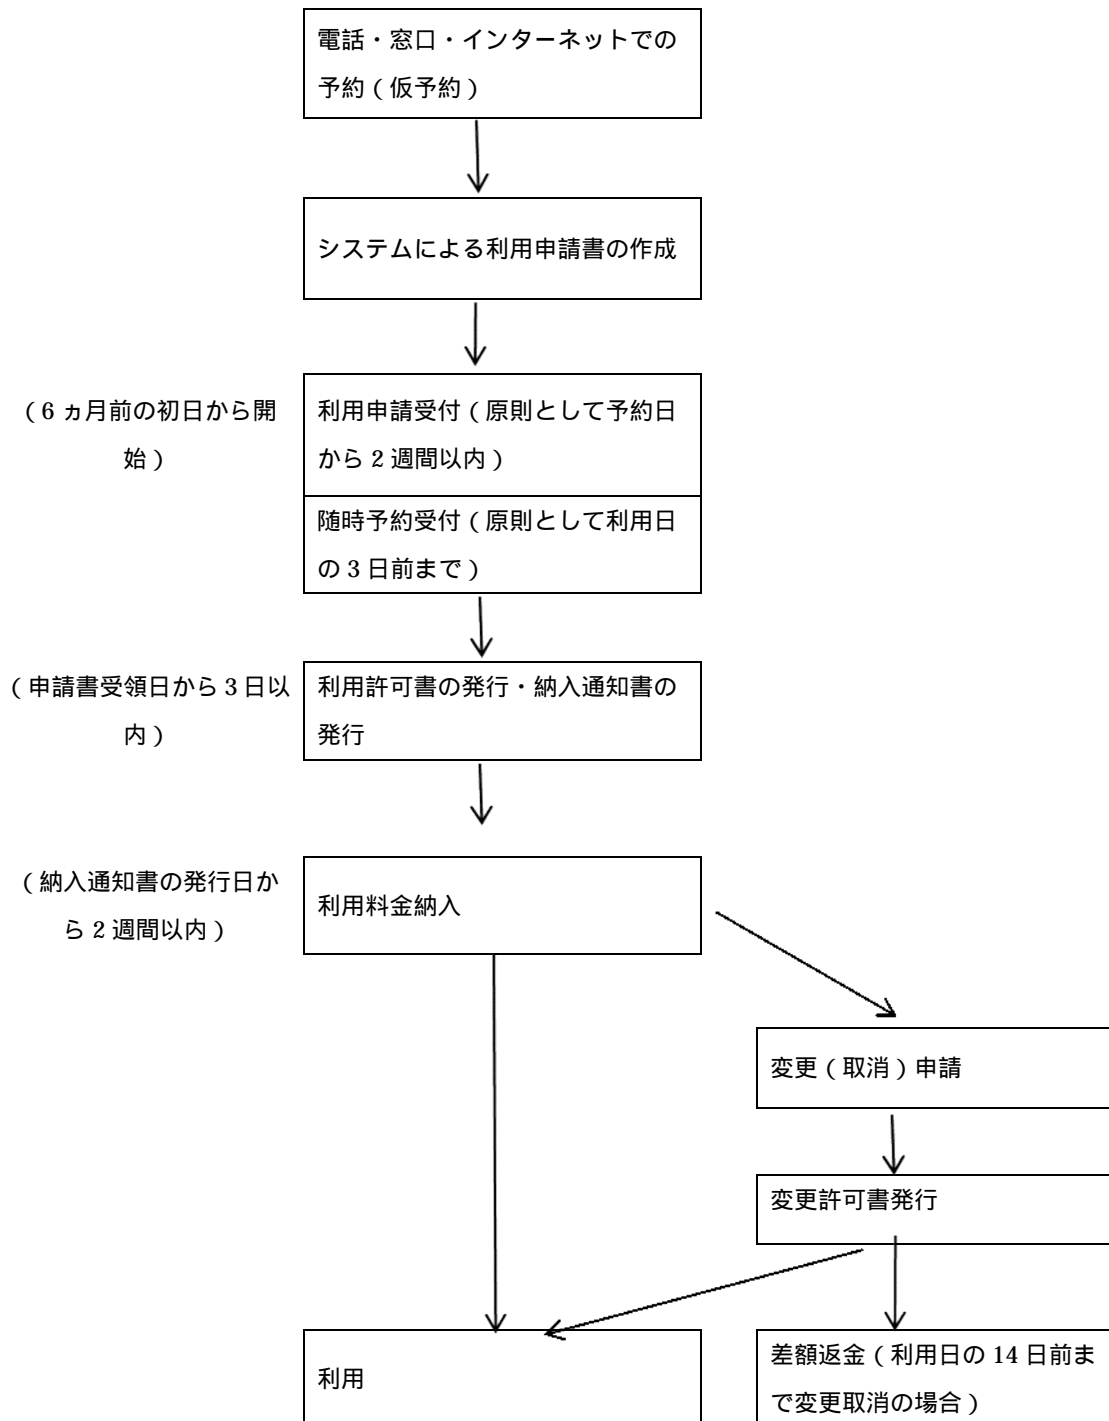 電話・窓口・インターネットでの
予約（仮予約）
システムによる利用申請書の作成
（6 ヵ月前の初日から開
始）
利用申請受付（原則として予約日
から 2 週間以内）
随時予約受付（原則として利用日
の 3 日前まで）
（申請書受領日から 3 日以
内）
利用許可書の発行・納入通知書の
発行
（納入通知書の発行日か
ら 2 週間以内）
利用料金納入
変更（取消）申請
変更許可書発行
利用
差額返金（利用日の 14 日前ま
で変更取消の場合）